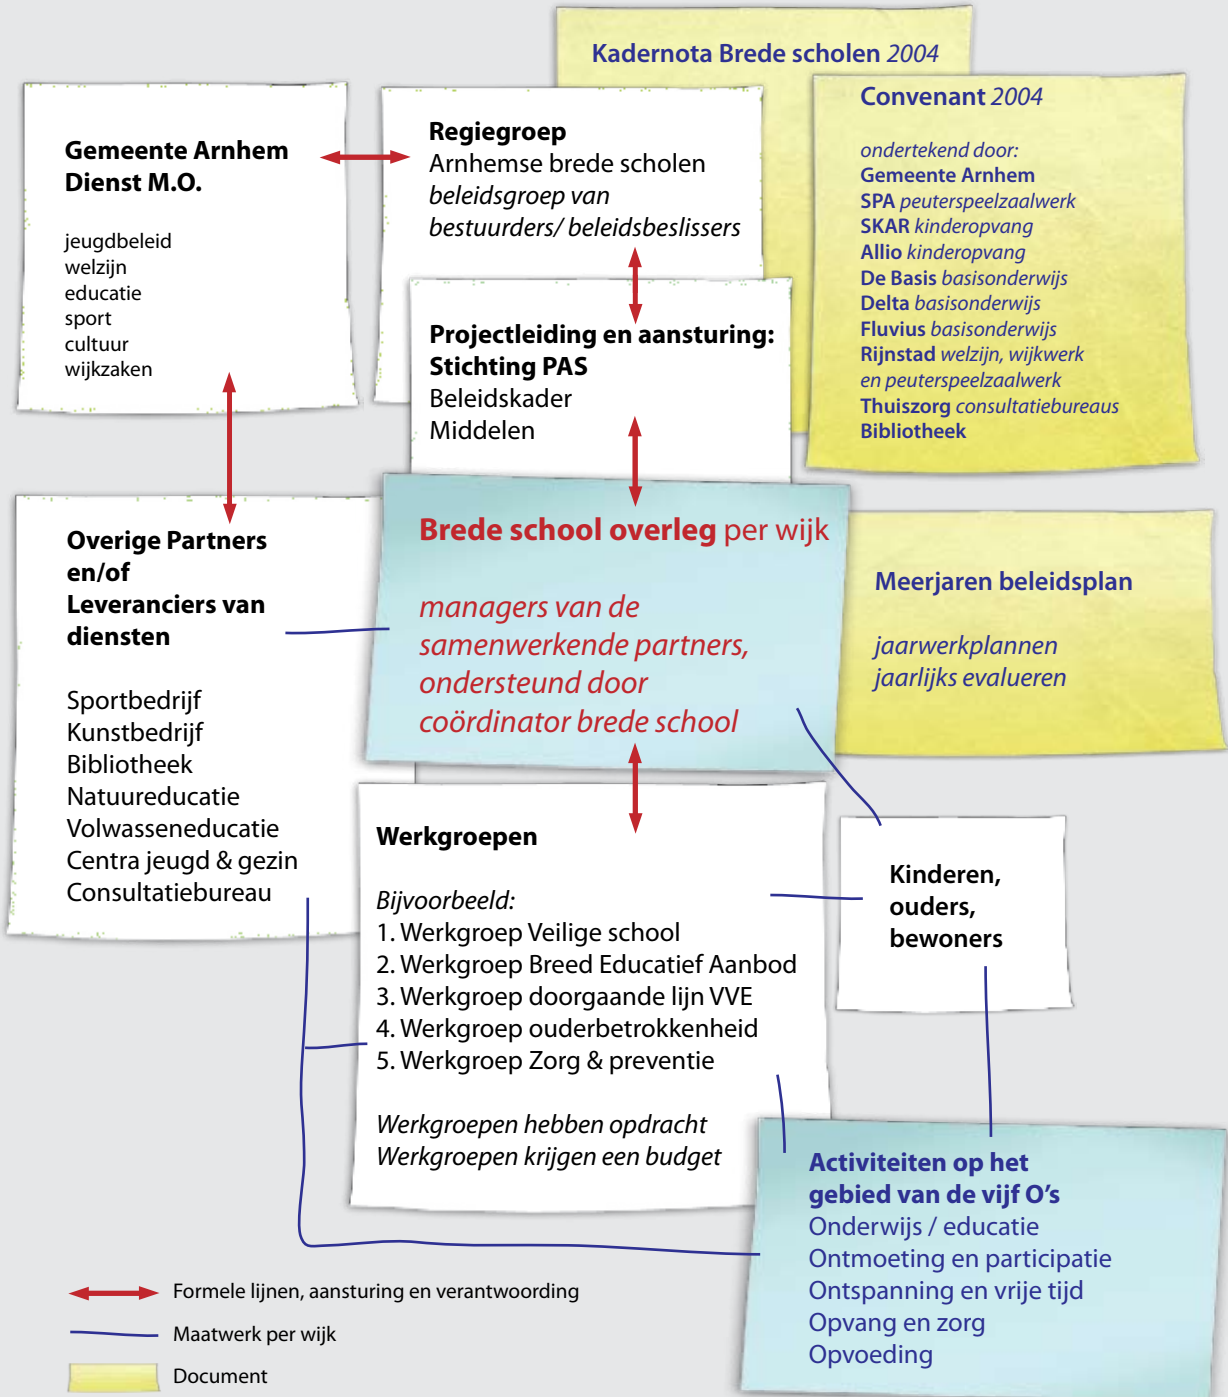 Kadernota Brede scholen 2004
Convenant 2004
ondertekend door:
Gemeente Arnhem
SPA peuterspeelzaalwerk
SKAR kinderopvang
Allio kinderopvang
De Basis basisonderwijs
Delta basisonderwijs
Fluvius basisonderwijs
Rijnstad welzijn, wijkwerk
en peuterspeelzaalwerk
Thuiszorg consultatiebureaus
Bibliotheek
Gemeente Arnhem
Dienst M.O.
jeugdbeleid
welzijn
educatie
sport
cultuur
wijkzaken
Regiegroep
Arnhemse brede scholen
beleidsgroep van
bestuurders/ beleidsbeslissers
Projectleiding en aansturing:
Stichting PAS
Beleidskader
Middelen
Overige Partners
en/of
Leveranciers van
diensten
Sportbedrijf
Kunstbedrijf
Bibliotheek
Natuureducatie
Volwasseneducatie
Centra jeugd & gezin
Consultatiebureau
Brede school overleg per wijk
managers van de
samenwerkende partners,
ondersteund door
coördinator brede school
Meerjaren beleidsplan
jaarwerkplannen
jaarlijks evalueren
Werkgroepen
Bijvoorbeeld:
1. Werkgroep Veilige school
2. Werkgroep Breed Educatief Aanbod
3. Werkgroep doorgaande lijn VVE
4. Werkgroep ouderbetrokkenheid
5. Werkgroep Zorg & preventie
Werkgroepen hebben opdracht
Werkgroepen krijgen een budget
Kinderen,
ouders,
bewoners
Activiteiten op het
gebied van de vijf O's
Onderwijs / educatie
Ontmoeting en participatie
Ontspanning en vrije tijd
Opvang en zorg
Opvoeding
Formele lijnen, aansturing en verantwoording
Maatwerk per wijk
Document